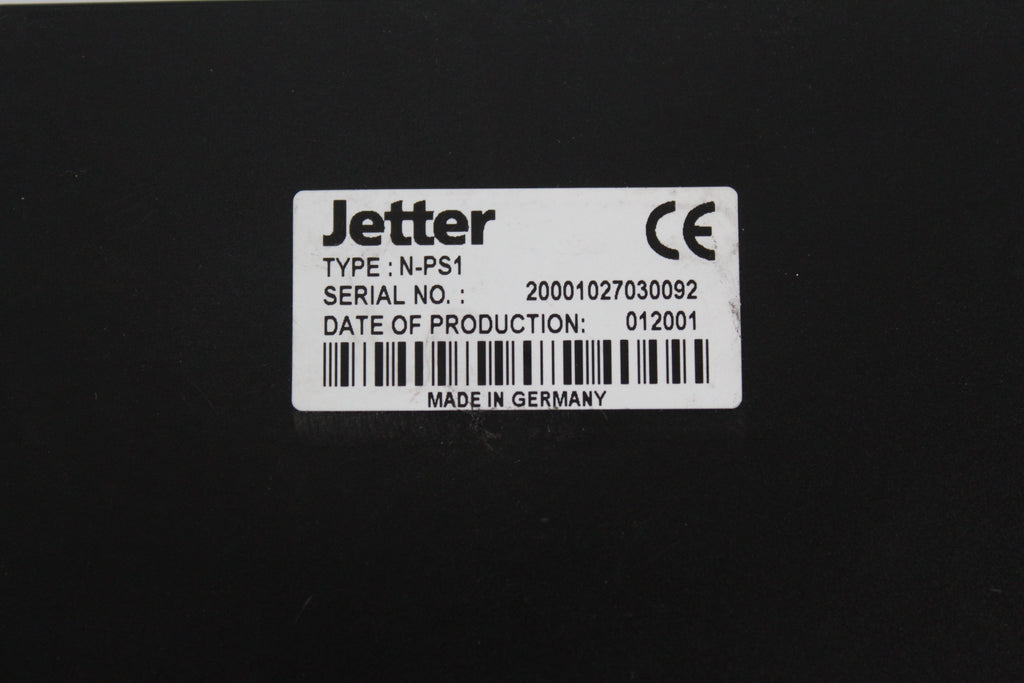 Jetter CE
TYPE : N-PS1
SERIAL NO. : 20001027030092
DATE OF PRODUCTION: 012001
MADE IN GERMANY